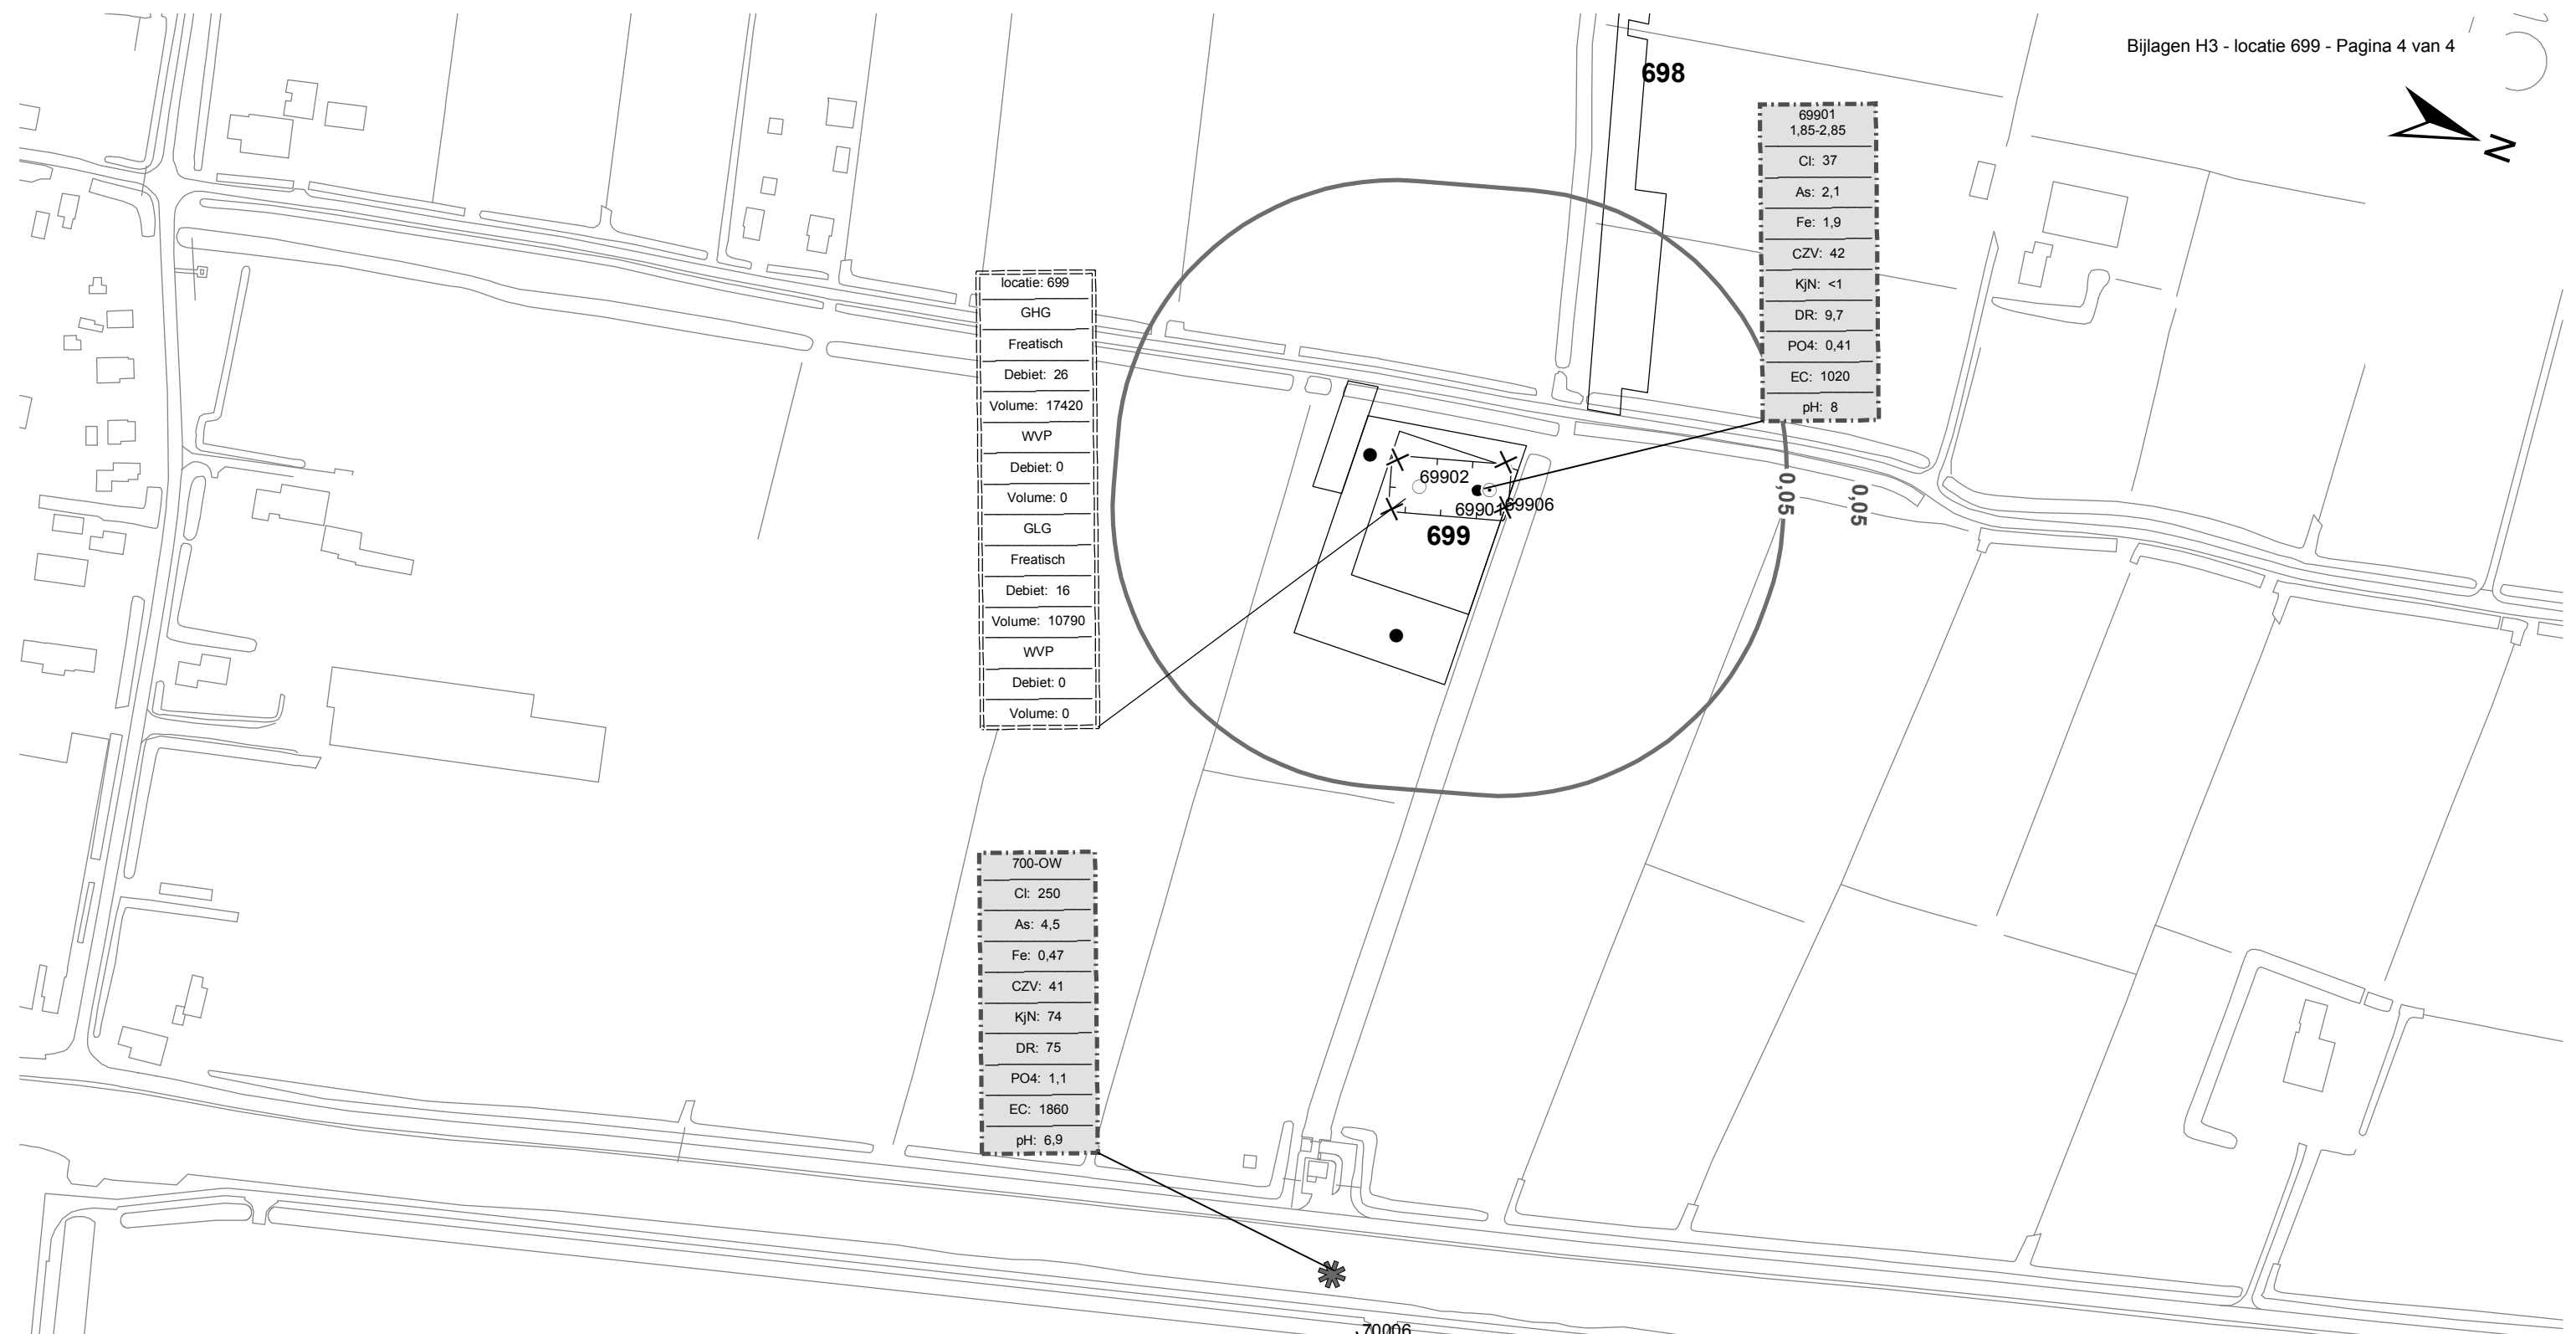 Bijlagen H3 - locatie 699 - Pagina 4 van 4
698
N
69901
1,85-2,85
Cl: 37
As: 2,1
Fe: 1,9
CZV: 42
KjN: <1
DR: 9,7
PO4: 0,41
EC: 1020
pH: 8
locatie: 699
GHG
Freatisch
Debiet: 26
Volume: 17420
WVP
Debiet: 0
Volume: 0
GLG
Freatisch
Debiet: 16
Volume: 10790
WVP
Debiet: 0
Volume: 0
69902
69901
69906
699
0,05
0,05
700-OW
Cl: 250
As: 4,5
Fe: 0,47
CZV: 41
KjN: 74
DR: 75
PO4: 1,1
EC: 1860
pH: 6,9
70006